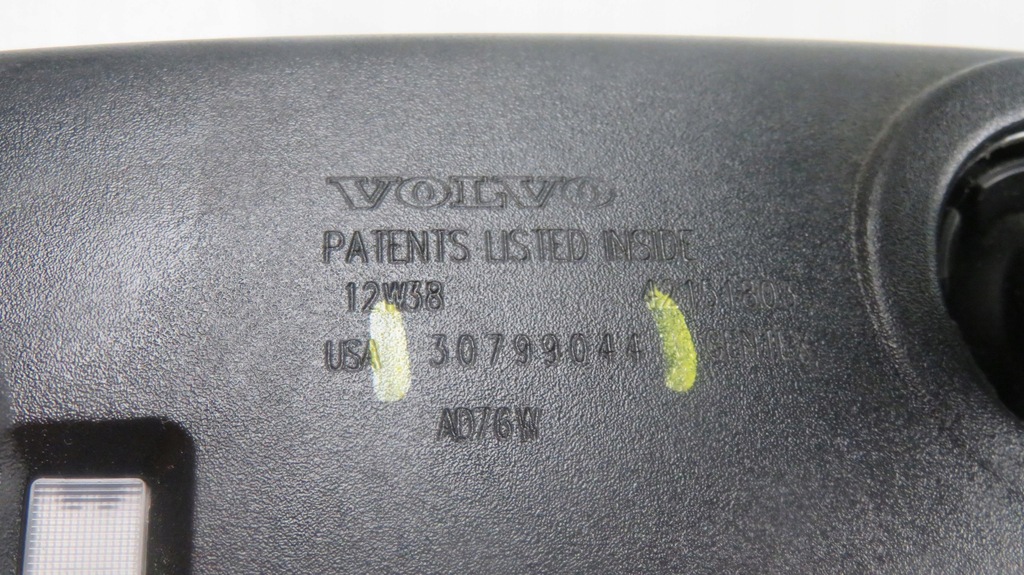 VOLVO
PATENTS LISTED INSIDE
12W38
USA 30799044
AD76W